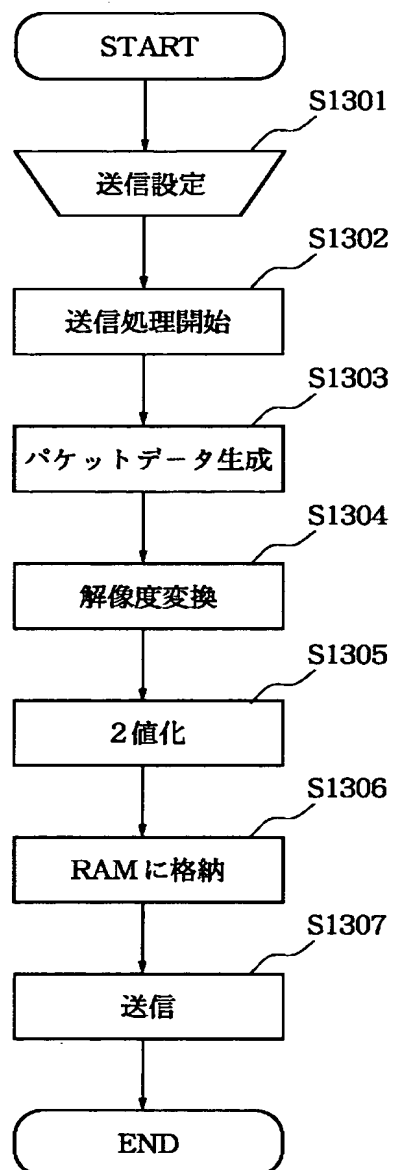 START
S1301
送信設定
S1302
送信処理開始
S1303
パケットデータ生成
S1304
解像度変換
S1305
2値化
S1306
RAMに格納
S1307
送信
END